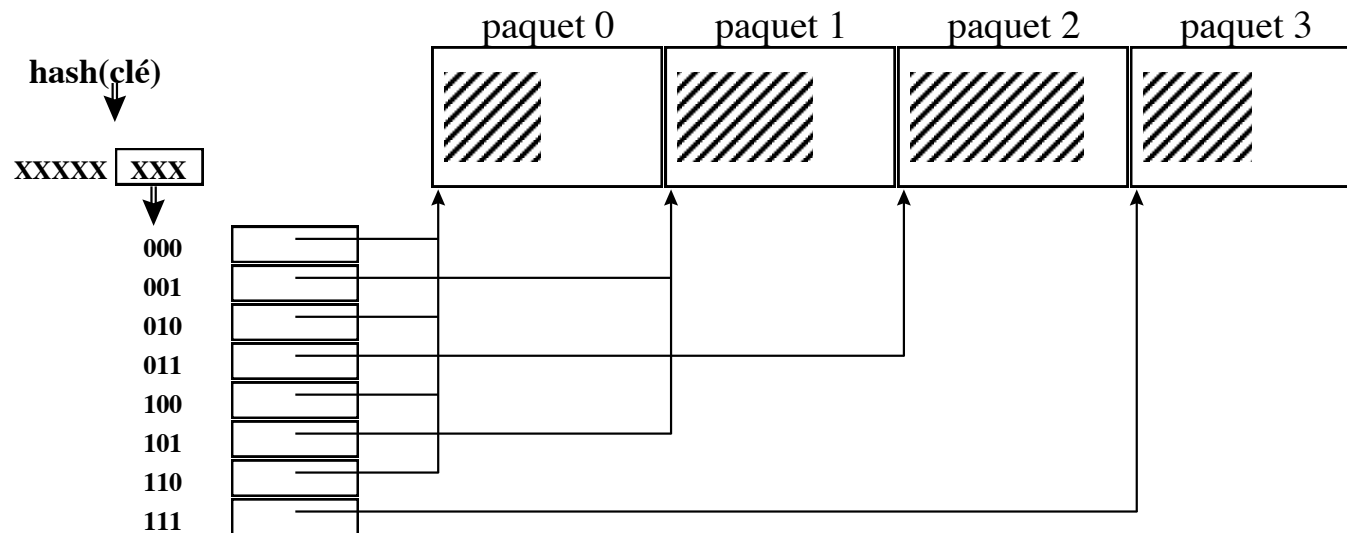 paquet 0 paquet 1 paquet 2 paquet 3
hash(clé)
XXXXX XXX
000
001
010
011
100
101
110
111